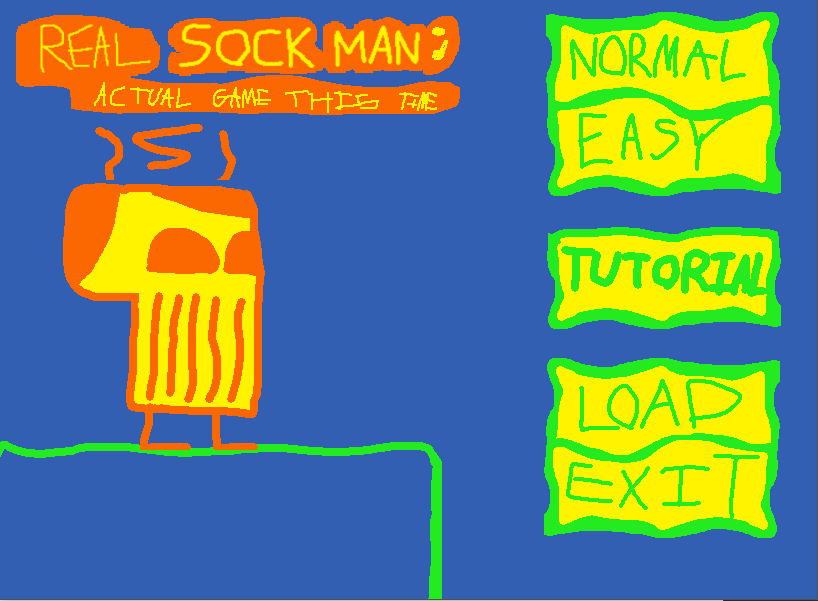 REAL SOCK MAN:
ACTUAL GAME THIS TIME
NORMAL
EASY
TUTORIAL
LOAD
EXIT